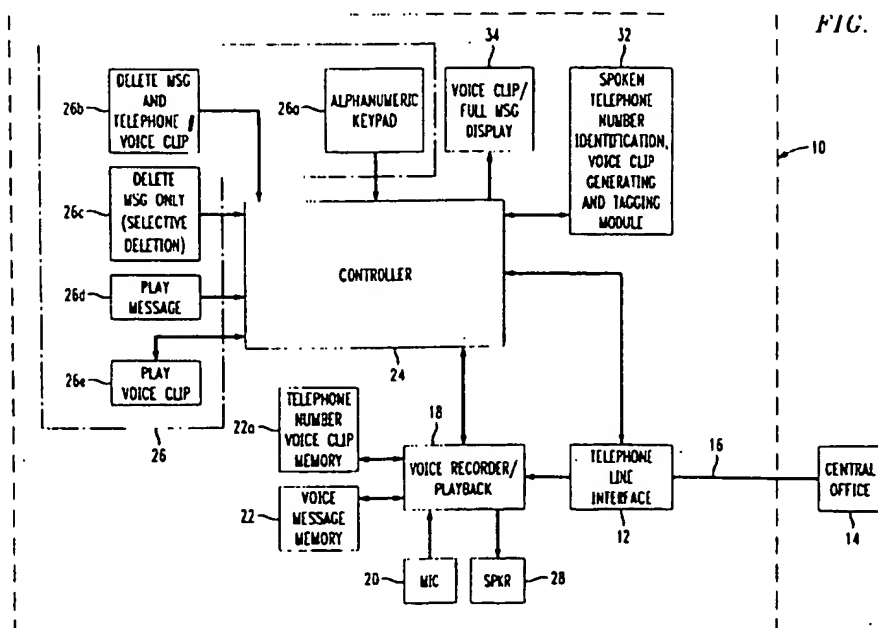 FIG.
34
32
26b
DELETE MSG
AND
TELEPHONE #
VOICE CLIP
26a
ALPHANUMERIC
KEYPAD
VOICE CLIP/
FULL MSG
DISPLAY
SPOKEN
TELEPHONE
NUMBER
IDENTIFICATION,
VOICE CLIP
GENERATING
AND TAGGING
MODULE
10
26c
DELETE
MSG ONLY
(SELECTIVE
DELETION)
CONTROLLER
26d
PLAY
MESSAGE
24
26e
PLAY
VOICE CLIP
26
22a
TELEPHONE
NUMBER
VOICE CLIP
MEMORY
18
VOICE RECORDER/
PLAYBACK
TELEPHONE
LINE
INTERFACE
12
16
CENTRAL
OFFICE
14
22
VOICE
MESSAGE
MEMORY
20
MIC
SPKR
28